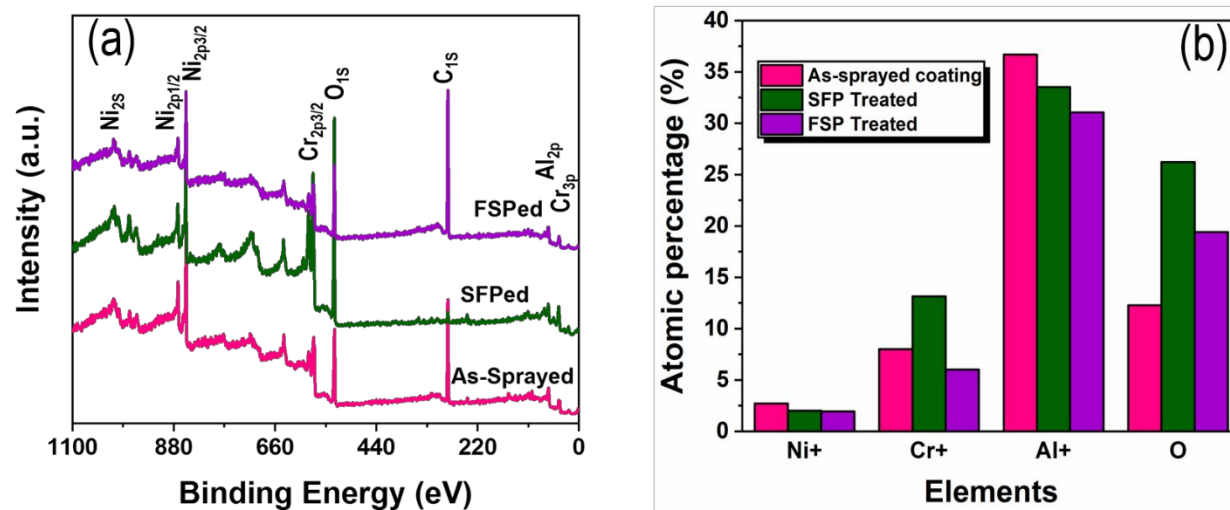 (a)
Ni2s
Ni2p1/2
Ni2p3/2
Cr2p3/2
O1s
C1s
Al2p
Cr3p
FSPed
SFPed
As-Sprayed
Intensity (a.u.)
1100 880 660 440 220 0
Binding Energy (eV)
(b)
As-sprayed coating
SFP Treated
FSP Treated
Atomic percentage (%)
40
35
30
25
20
15
10
5
0
Ni+ Cr+ Al+ O
Elements